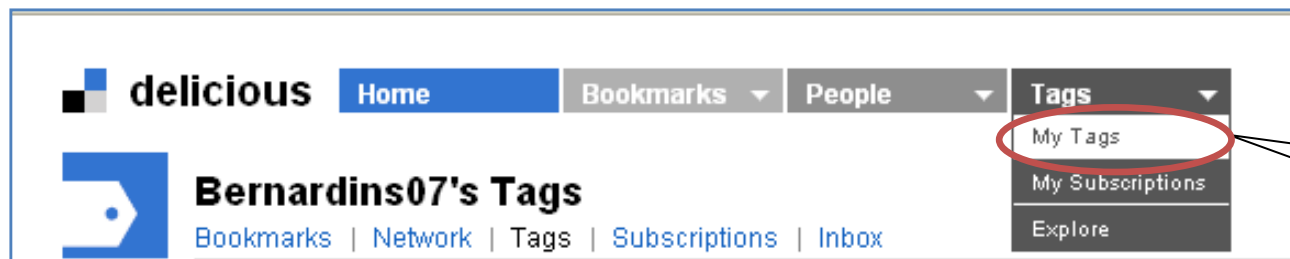 delicious Home Bookmarks People Tags
My Tags
My Subscriptions
Explore
Bernardins07's Tags
Bookmarks | Network | Tags | Subscriptions | Inbox